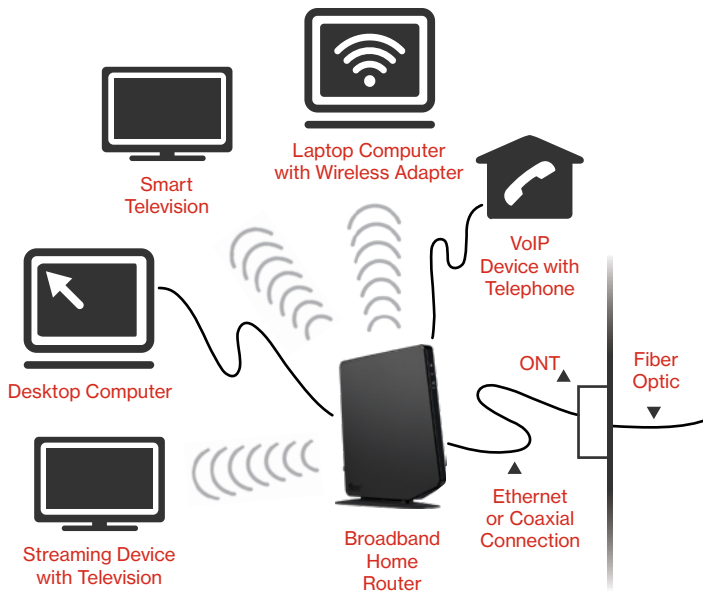 Laptop Computer
with Wireless Adapter
Smart
Television
VoIP
Device with
Telephone
Desktop Computer
ONT
Fiber
Optic
Ethernet
or Coaxial
Connection
Streaming Device
with Television
Broadband
Home
Router